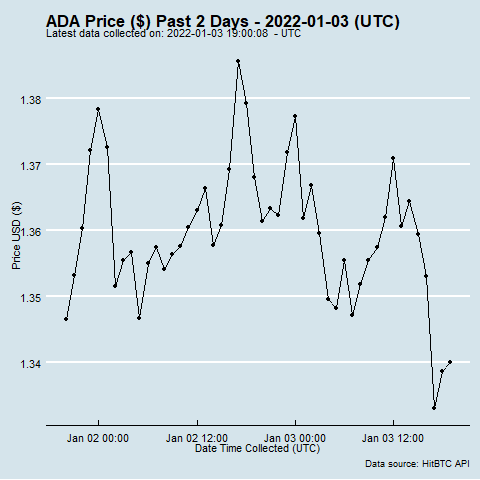 ADA Price ($) Past 2 Days - 2022-01-03 (UTC)
Latest data collected on: 2022-01-03 19:00:08 - UTC
Price USD ($)
1.38
1.37
1.36
1.35
1.34
Jan 02 00:00 Jan 02 12:00 Jan 03 00:00 Jan 03 12:00
Date Time Collected (UTC)
Data source: HitBTC API